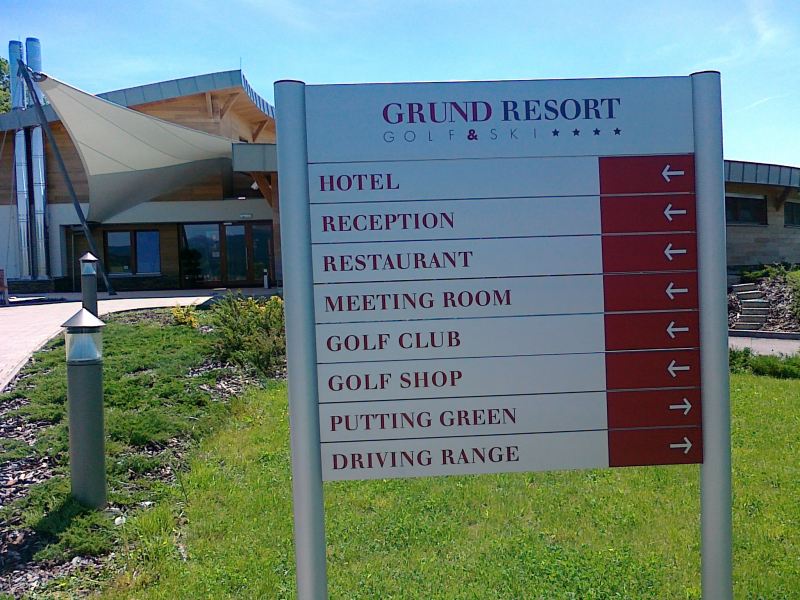 GRUND RESORT
GOLF & SKI ★★★★
HOTEL ←
RECEPTION ←
RESTAURANT ←
MEETING ROOM ←
GOLF CLUB ←
GOLF SHOP ←
PUTTING GREEN →
DRIVING RANGE →